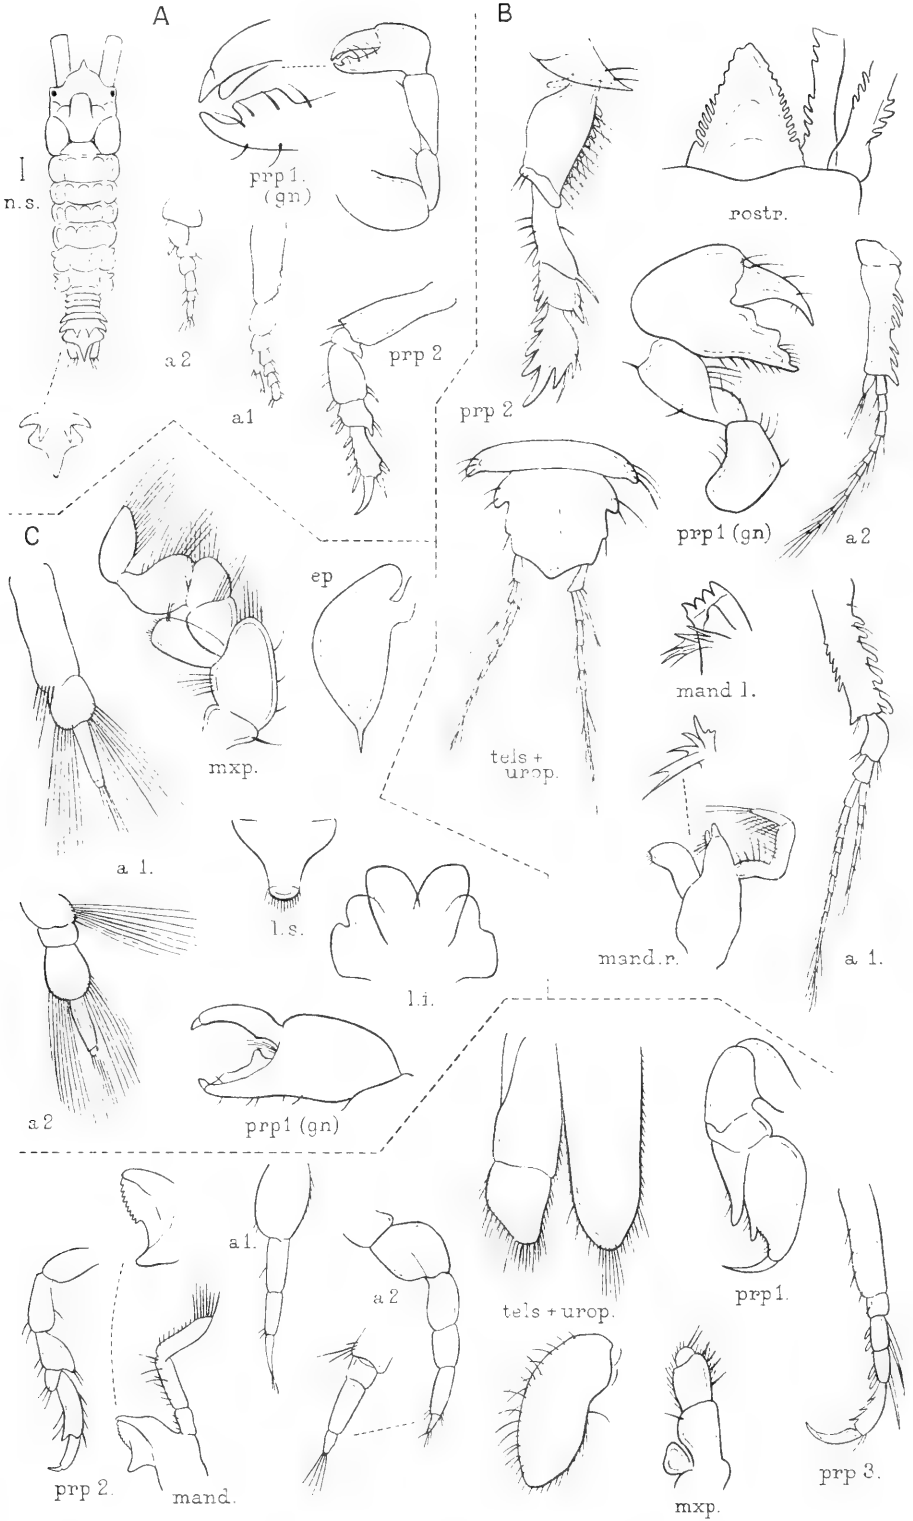 A
B
n.s.
prp 1.
(gn)
rostr.
a 2
prp 2
a 1
prp 2
prp 1 (gn)
a 2
C
ep
mand l.
mxp.
tels +
urop.
a 1.
l.s.
mand. r.
a 1.
l.i.
a 2
prp 1 (gn)
a 1.
a 2
prp 1.
tels + urop.
prp 2.
mand.
mxp.
prp 3.